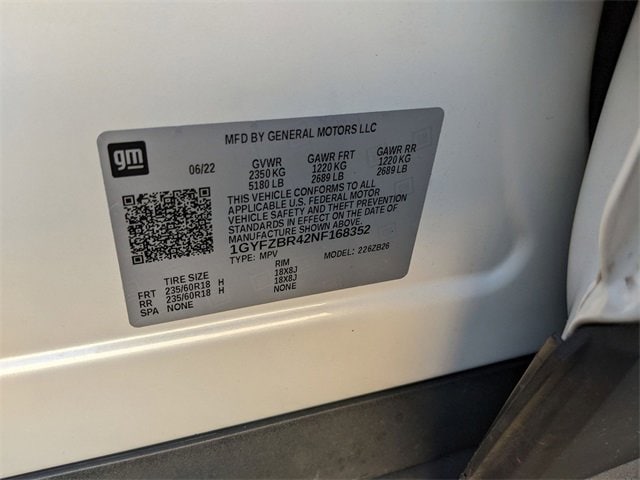 MFD BY GENERAL MOTORS LLC
gm
06/22
GVWR GAWR FRT GAWR RR
2350 KG 1220 KG 1220 KG
5180 LB 2689 LB 2689 LB
THIS VEHICLE CONFORMS TO ALL
APPLICABLE U.S. FEDERAL MOTOR
VEHICLE SAFETY AND THEFT PREVENTION
STANDARDS IN EFFECT ON THE DATE OF
MANUFACTURE SHOWN ABOVE.
1GYFZBR42NF168352
TYPE: MPV MODEL: 226ZB26
TIRE SIZE RIM
FRT 235/60R18 H 18X8J
RR 235/60R18 H 18X8J
SPA NONE NONE